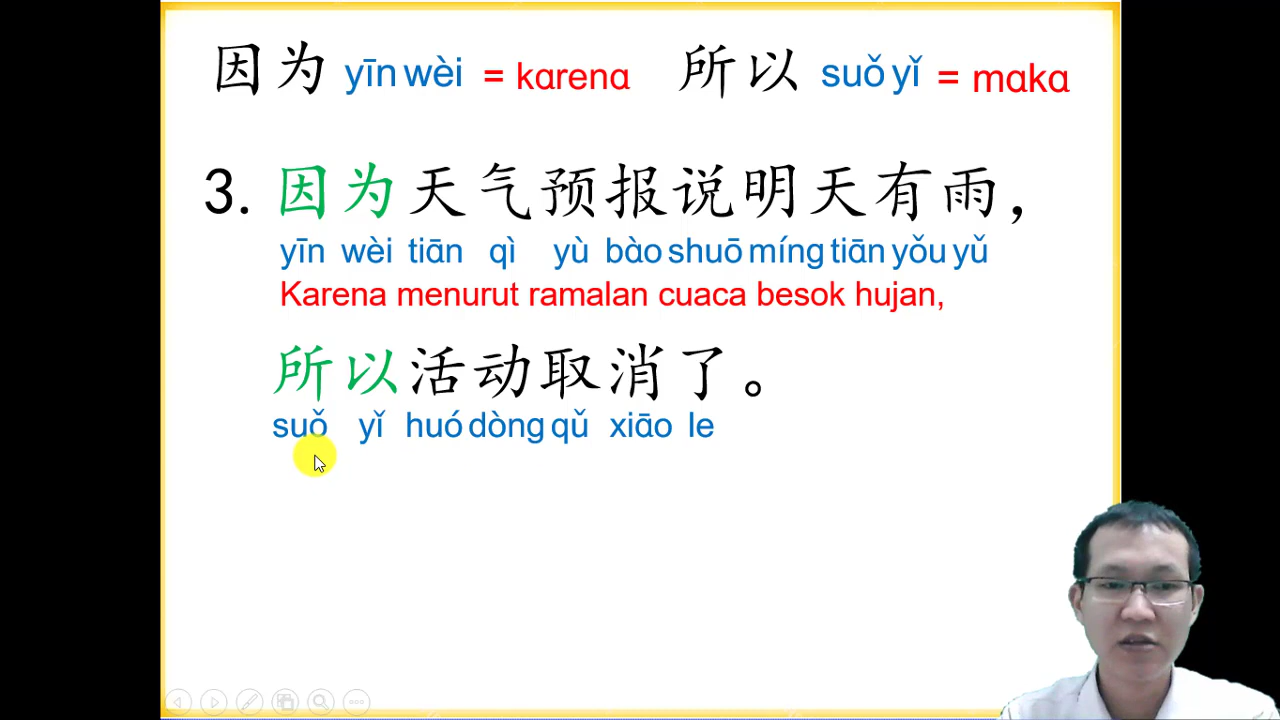 因为 yīn wèi = karena 所以 suǒ yǐ = maka
3. 因为天气预报说明天有雨，
yīn wèi tiān qì yù bào shuō míng tiān yǒu yǔ
Karena menurut ramalan cuaca besok hujan,
所以活动取消了。
suǒ yǐ huó dòng qǔ xiāo le